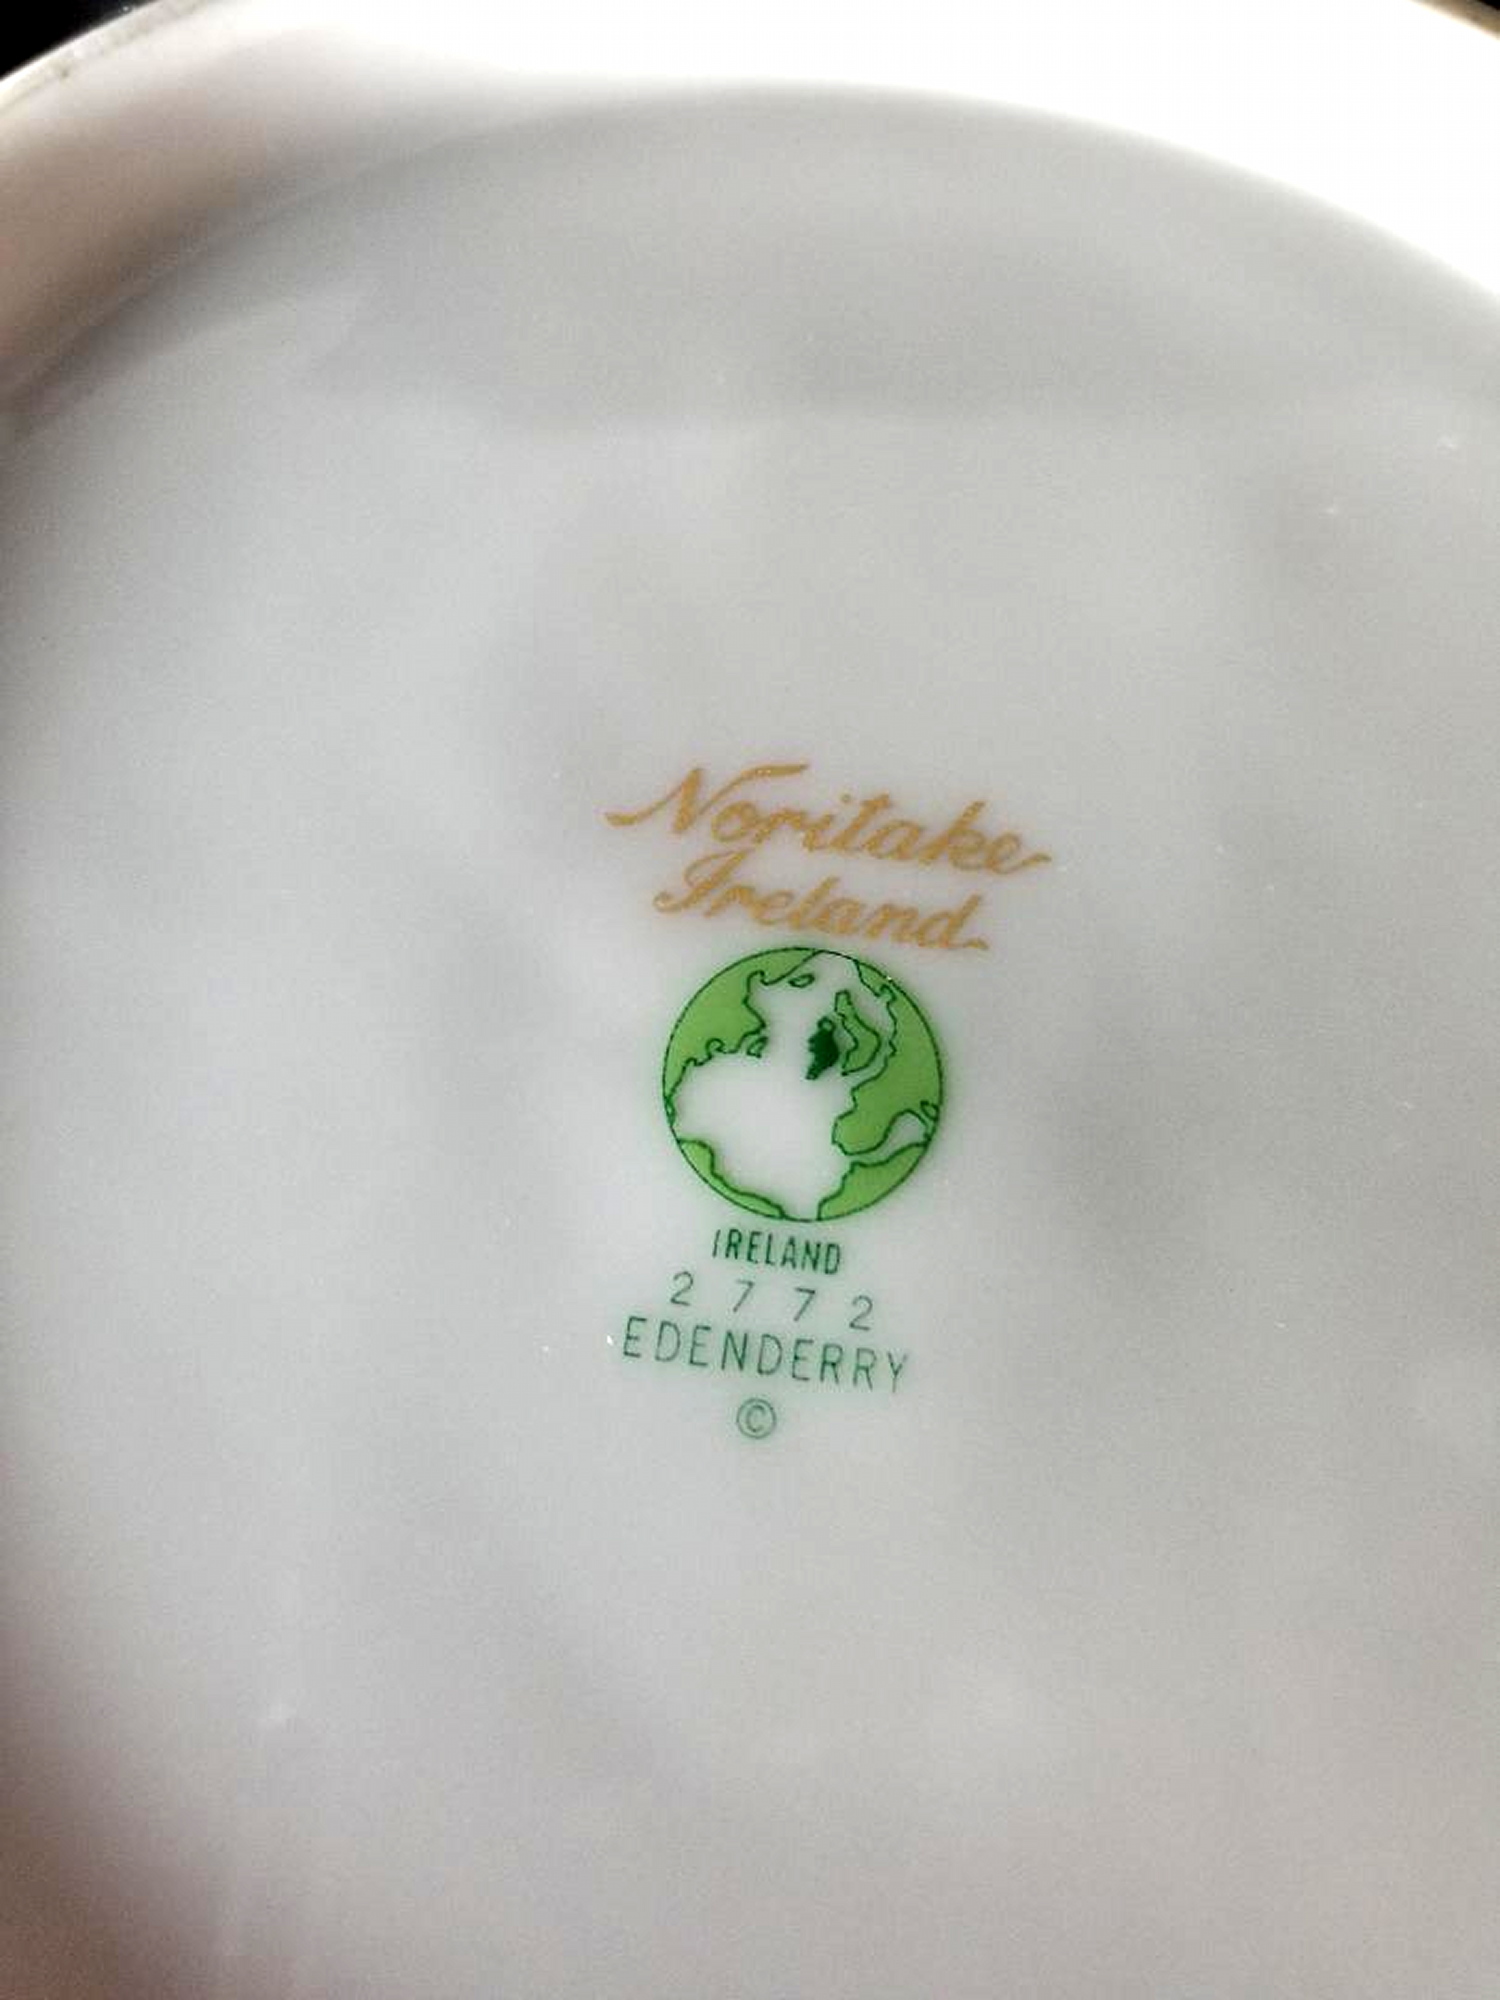 Noritake
Ireland
IRELAND
2772
EDENDERRY
©